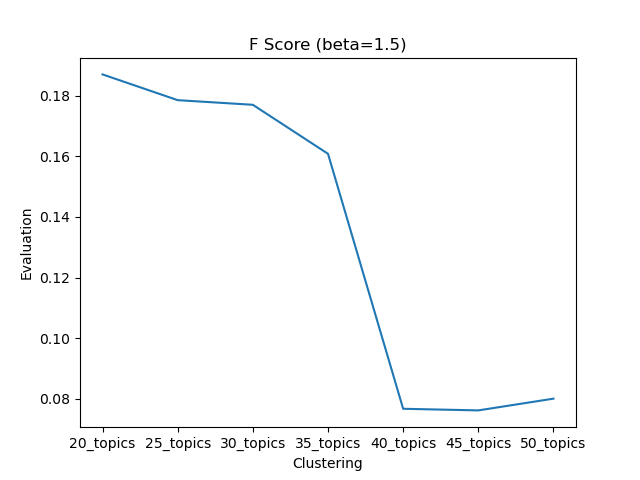 F Score (beta=1.5)
0.18
0.16
0.14
0.12
0.10
0.08
Evaluation
20_topics 25_topics 30_topics 35_topics 40_topics 45_topics 50_topics
Clustering